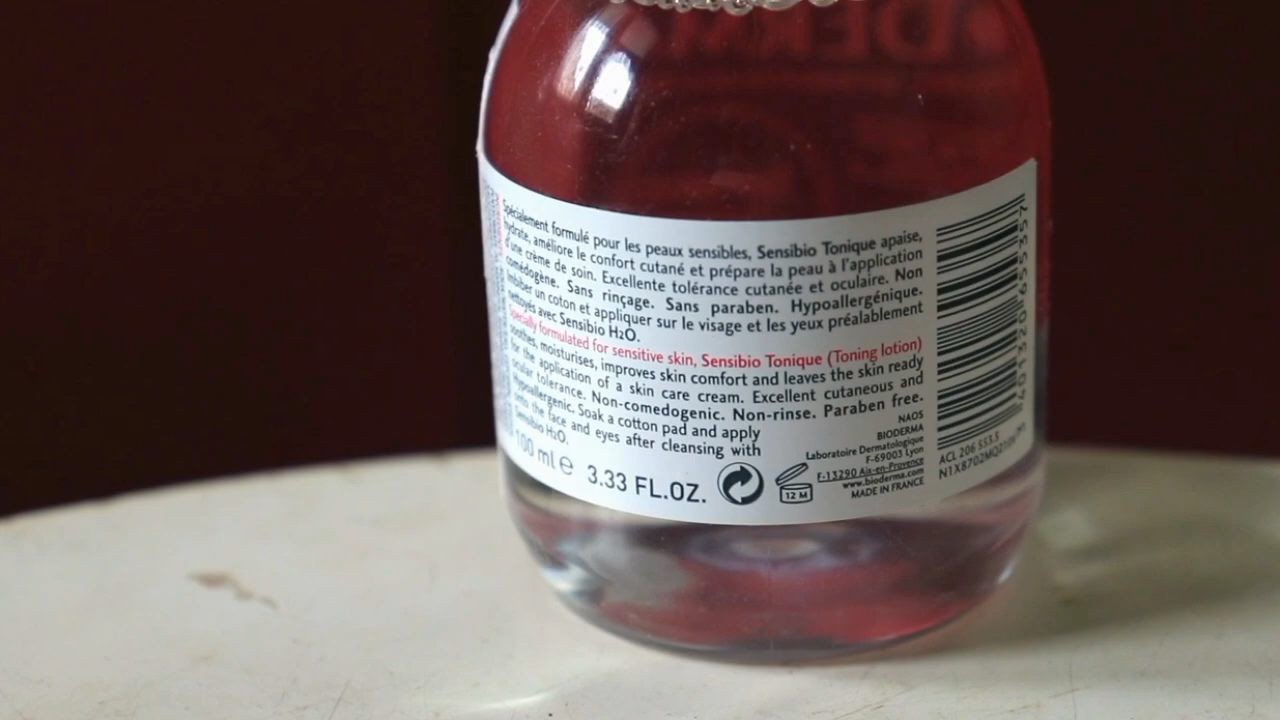 Spécialement formulé pour les peaux sensibles, Sensibio Tonique apaise,
hydrate, améliore le confort cutané et prépare la peau à l'application
d'une crème de soin. Excellente tolérance cutanée et oculaire. Non
comédogène. Sans rinçage. Sans paraben. Hypoallergénique.
Imbiber un coton et appliquer sur le visage et les yeux préalablement
nettoyés avec Sensibio H2O.
Specially formulated for sensitive skin, Sensibio Tonique (Toning lotion)
soothes, moisturises, improves skin comfort and leaves the skin ready
for the application of a skin care cream. Excellent cutaneous and
ocular tolerance. Non-comedogenic. Non-rinse. Paraben free.
Hypoallergenic. Soak a cotton pad and apply
onto the face and eyes after cleansing with
Sensibio H2O.
100 ml e 3.33 FL.OZ.
12 M
NAOS
BIODERMA
Laboratoire Dermatologique
F-69003 Lyon
F-13290 Aix-en-Provence
www.bioderma.com
MADE IN FRANCE
ACL 206 553.5